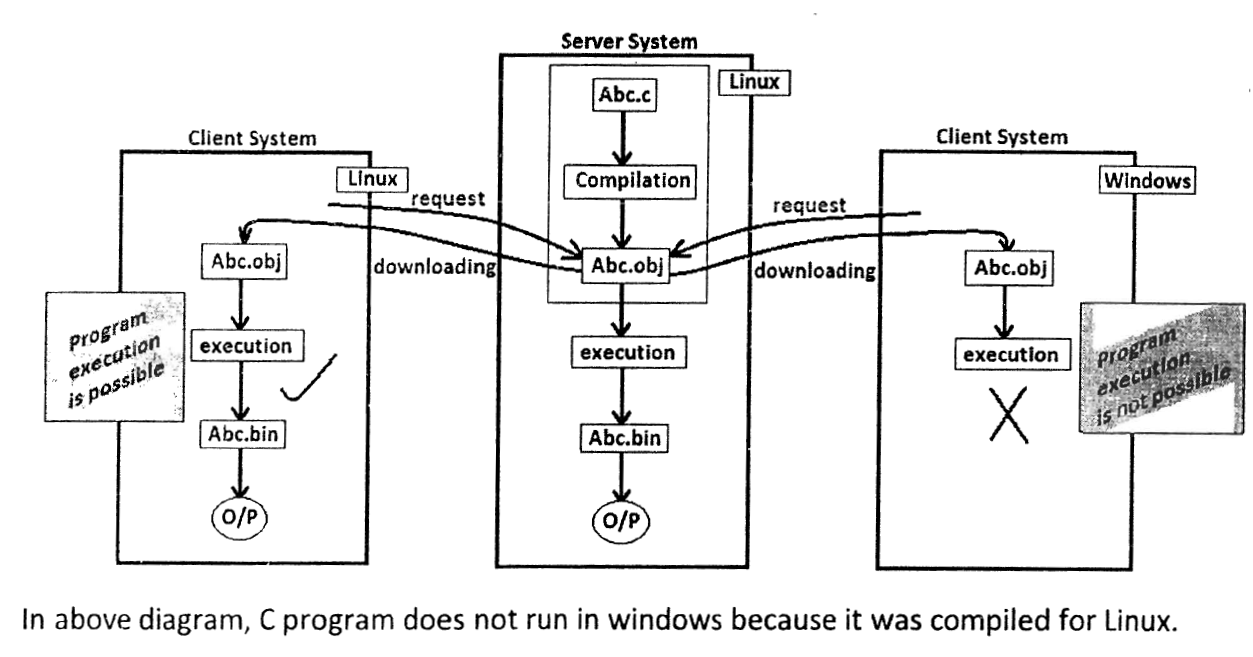 Server System
Linux
Abc.c
Compilation
Abc.obj
execution
Abc.bin
O/P
Client System
Linux
request
downloading
Abc.obj
execution
Abc.bin
O/P
Program
execution
is possible
Client System
Windows
request
downloading
Abc.obj
execution
Program
execution
is not possible
In above diagram, C program does not run in windows because it was compiled for Linux.